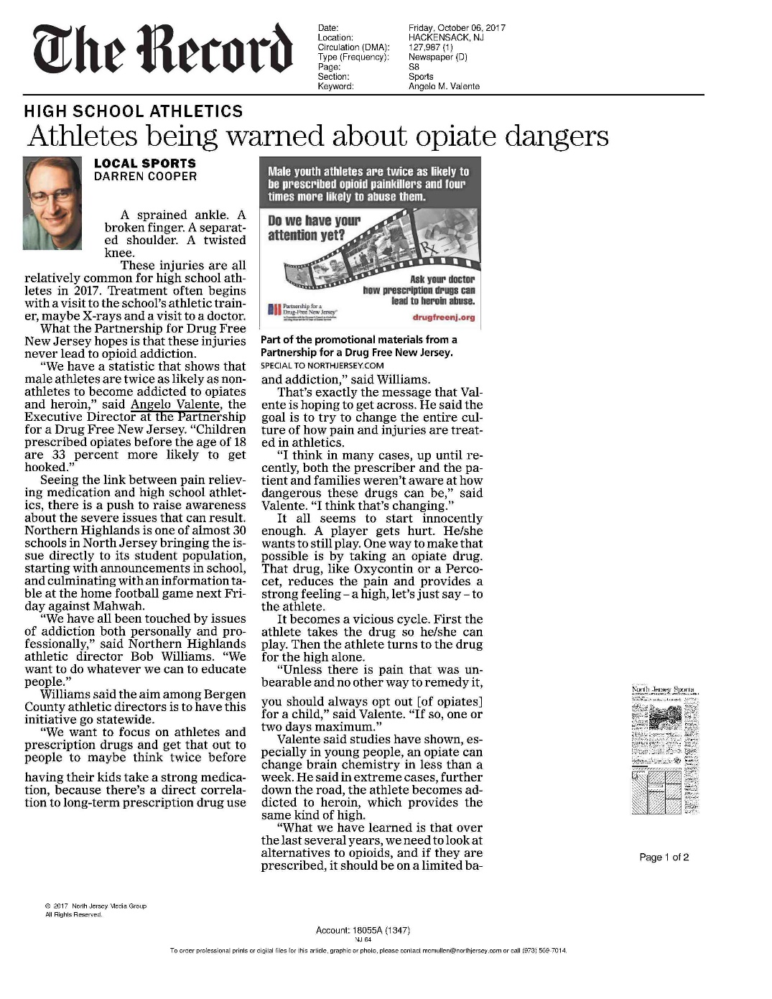 The Record
Date: Friday, October 06, 2017
Location: HACKENSACK, NJ
Circulation (DMA): 127,987 (1)
Type (Frequency): Newspaper (D)
Page: S8
Section: Sports
Keyword: Angelo M. Valente
HIGH SCHOOL ATHLETICS
Athletes being warned about opiate dangers
LOCAL SPORTS
DARREN COOPER
A sprained ankle. A
broken finger. A separat-
ed shoulder. A twisted
knee.
These injuries are all
relatively common for high school ath-
letes in 2017. Treatment often begins
with a visit to the school's athletic train-
er, maybe X-rays and a visit to a doctor.
What the Partnership for Drug Free
New Jersey hopes is that these injuries
never lead to opioid addiction.
“We have a statistic that shows that
male athletes are twice as likely as non-
athletes to become addicted to opiates
and heroin,” said Angelo Valente, the
Executive Director at the Partnership
for a Drug Free New Jersey. “Children
prescribed opiates before the age of 18
are 33 percent more likely to get
hooked.”
Seeing the link between pain reliev-
ing medication and high school athlet-
ics, there is a push to raise awareness
about the severe issues that can result.
Northern Highlands is one of almost 30
schools in North Jersey bringing the is-
sue directly to its student population,
starting with announcements in school,
and culminating with an information ta-
ble at the home football game next Fri-
day against Mahwah.
“We have all been touched by issues
of addiction both personally and pro-
fessionally,” said Northern Highlands
athletic director Bob Williams. “We
want to do whatever we can to educate
people.”
Williams said the aim among Bergen
County athletic directors is to have this
initiative go statewide.
“We want to focus on athletes and
prescription drugs and get that out to
people to maybe think twice before
having their kids take a strong medica-
tion, because there's a direct correla-
tion to long-term prescription drug use
Male youth athletes are twice as likely to
be prescribed opioid painkillers and four
times more likely to abuse them.
Do we have your
attention yet?
Rx
Ask your doctor
how prescription drugs can
lead to heroin abuse.
Partnership for a
Drug-Free New Jersey
drugfreenj.org
Part of the promotional materials from a
Partnership for a Drug Free New Jersey.
SPECIAL TO NORTHJERSEY.COM
and addiction,” said Williams.
That's exactly the message that Val-
ente is hoping to get across. He said the
goal is to try to change the entire cul-
ture of how pain and injuries are treat-
ed in athletics.
“I think in many cases, up until re-
cently, both the prescriber and the pa-
tient and families weren't aware at how
dangerous these drugs can be,” said
Valente. “I think that's changing.”
It all seems to start innocently
enough. A player gets hurt. He/she
wants to still play. One way to make that
possible is by taking an opiate drug.
That drug, like Oxycontin or a Perco-
cet, reduces the pain and provides a
strong feeling – a high, let's just say – to
the athlete.
It becomes a vicious cycle. First the
athlete takes the drug so he/she can
play. Then the athlete turns to the drug
for the high alone.
“Unless there is pain that was un-
bearable and no other way to remedy it,
you should always opt out [of opiates]
for a child,” said Valente. “If so, one or
two days maximum.”
Valente said studies have shown, es-
pecially in young people, an opiate can
change brain chemistry in less than a
week. He said in extreme cases, further
down the road, the athlete becomes ad-
dicted to heroin, which provides the
same kind of high.
“What we have learned is that over
the last several years, we need to look at
alternatives to opioids, and if they are
prescribed, it should be on a limited ba-
North Jersey Sports
Page 1 of 2
© 2017 North Jersey Media Group
All Rights Reserved.
Account: 18055A (1347)
NJ-64
To order professional prints or digital files for this article, graphic or photo, please contact mcmullen@northjersey.com or call (973) 569-7014.